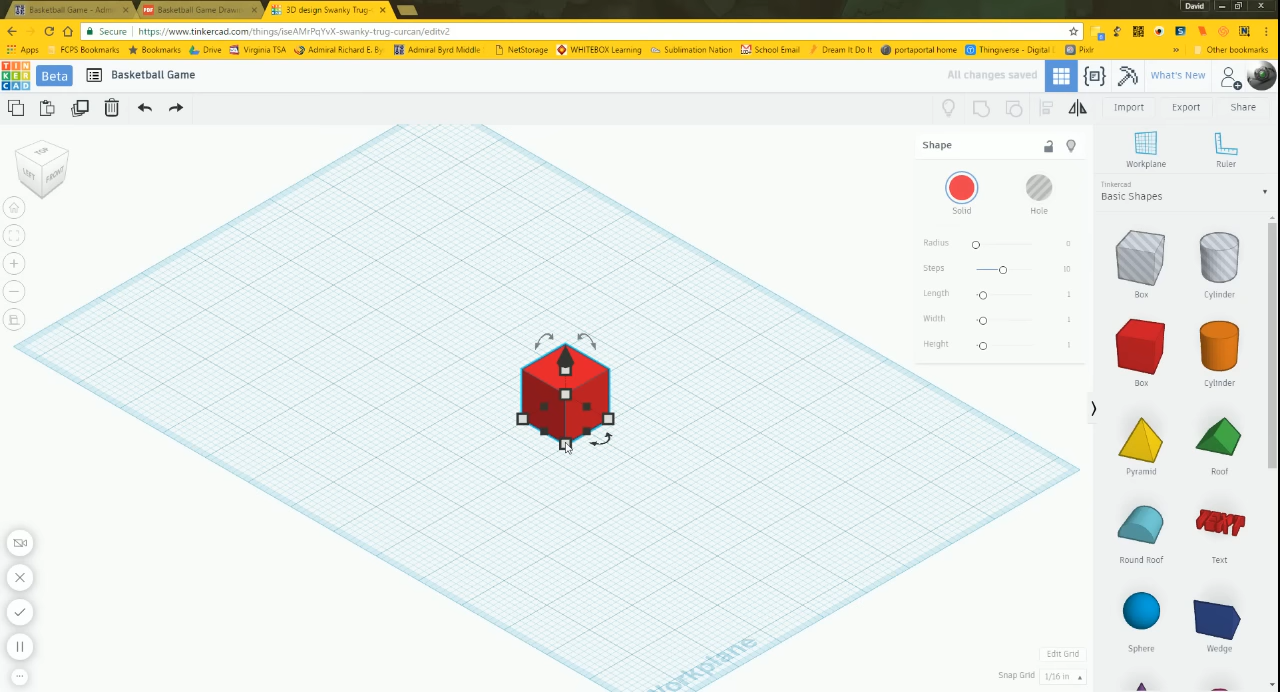 Basketball Game - Adm
Basketball Game Drawin
3D design Swanky Trug-
David
Secure
https://www.tinkercad.com/things/iseAMrPqYvX-swanky-trug-curcan/editv2
Apps
FCPS Bookmarks
Bookmarks
Drive
Virginia TSA
Admiral Richard E. By
Admiral Byrd Middle
NetStorage
WHITEBOX Learning
Sublimation Nation
School Email
Dream It Do It
portaportal home
Thingiverse - Digital
Pixlr
»
Other bookmarks
TIN
KER
CAD
Beta
Basketball Game
All changes saved
What's New
Import
Export
Share
TOP
LEFT
FRONT
Shape
Solid
Hole
Radius 0
Steps 10
Length 1
Width 1
Height 1
Workplane
Ruler
Tinkercad
Basic Shapes
Box
Cylinder
Box
Cylinder
Pyramid
Roof
TEXT
Round Roof
Text
Sphere
Wedge
Workplane
Edit Grid
Snap Grid 1/16 in